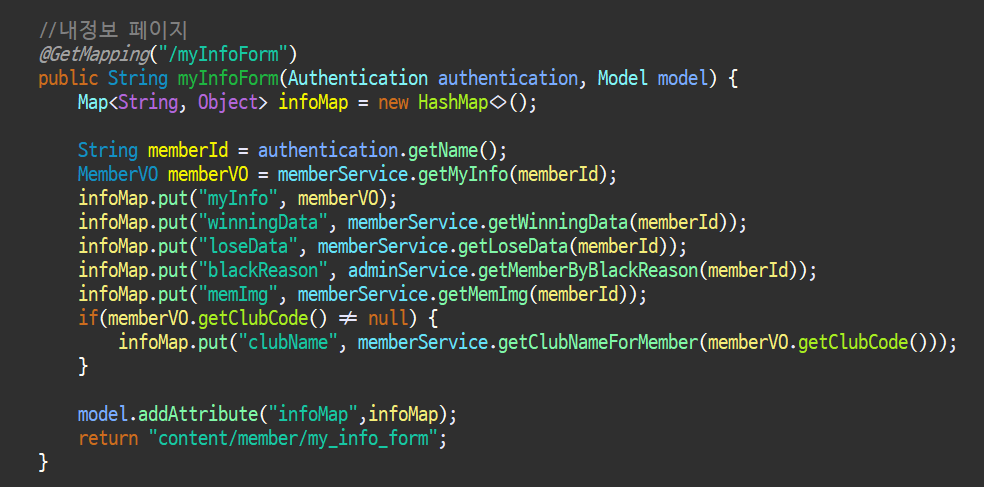 //내정보 페이지
@GetMapping("/myInfoForm")
public String myInfoForm(Authentication authentication, Model model) {
Map<String, Object> infoMap = new HashMap<>();
String memberId = authentication.getName();
MemberVO memberVO = memberService.getMyInfo(memberId);
infoMap.put("myInfo", memberVO);
infoMap.put("winningData", memberService.getWinningData(memberId));
infoMap.put("loseData", memberService.getLoseData(memberId));
infoMap.put("blackReason", adminService.getMemberByBlackReason(memberId));
infoMap.put("memImg", memberService.getMemImg(memberId));
if(memberVO.getClubCode() ≠ null) {
infoMap.put("clubName", memberService.getClubNameForMember(memberVO.getClubCode()));
}
model.addAttribute("infoMap",infoMap);
return "content/member/my_info_form";
}